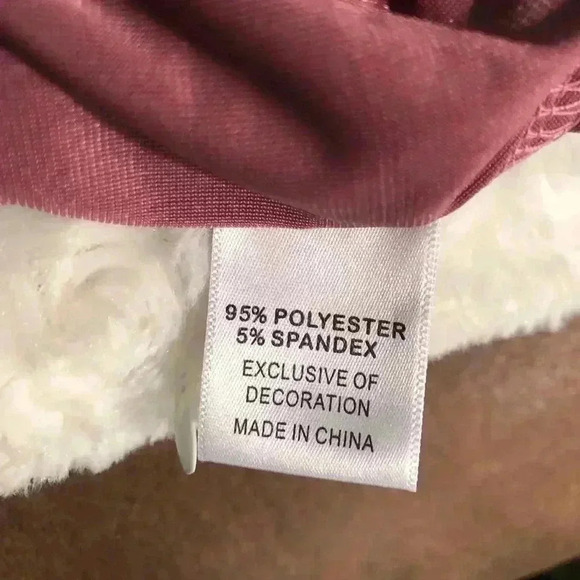 95% POLYESTER
5% SPANDEX
EXCLUSIVE OF
DECORATION
MADE IN CHINA